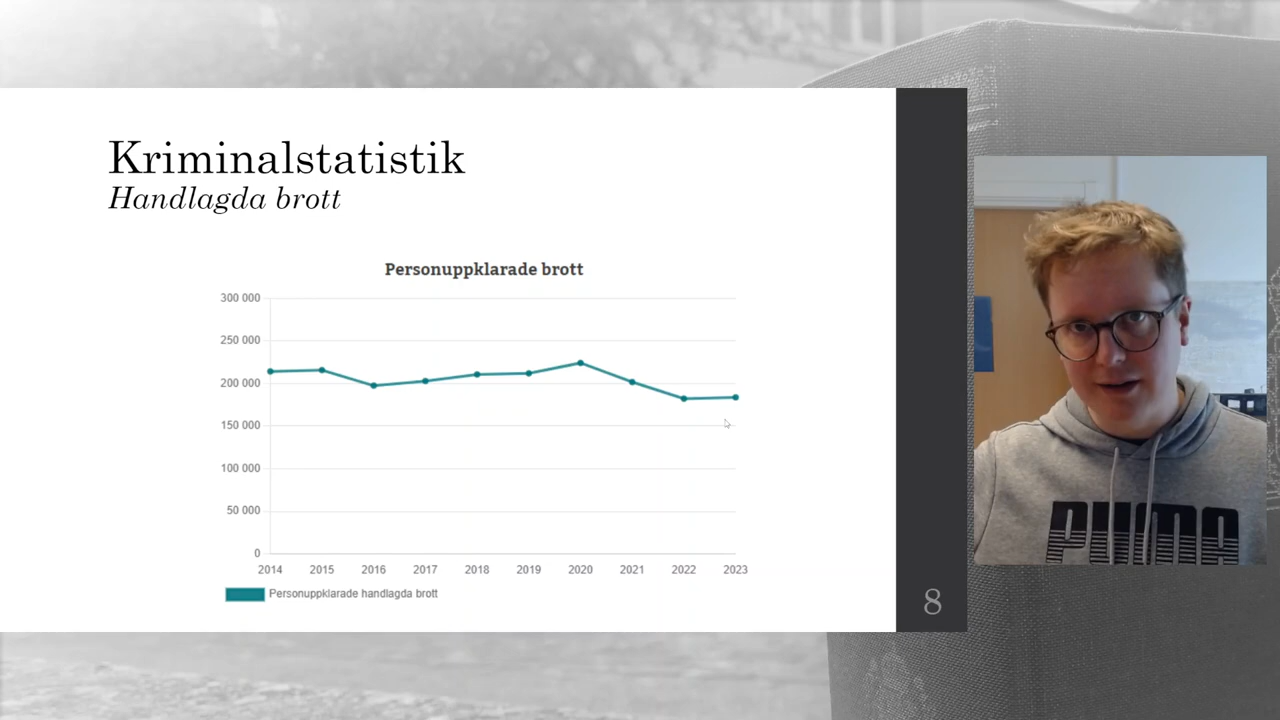 Kriminalstatistik
Handlagda brott
Personuppklarade brott
300 000
250 000
200 000
150 000
100 000
50 000
0
2014 2015 2016 2017 2018 2019 2020 2021 2022 2023
Personuppklarade handlagda brott
8
PUMA